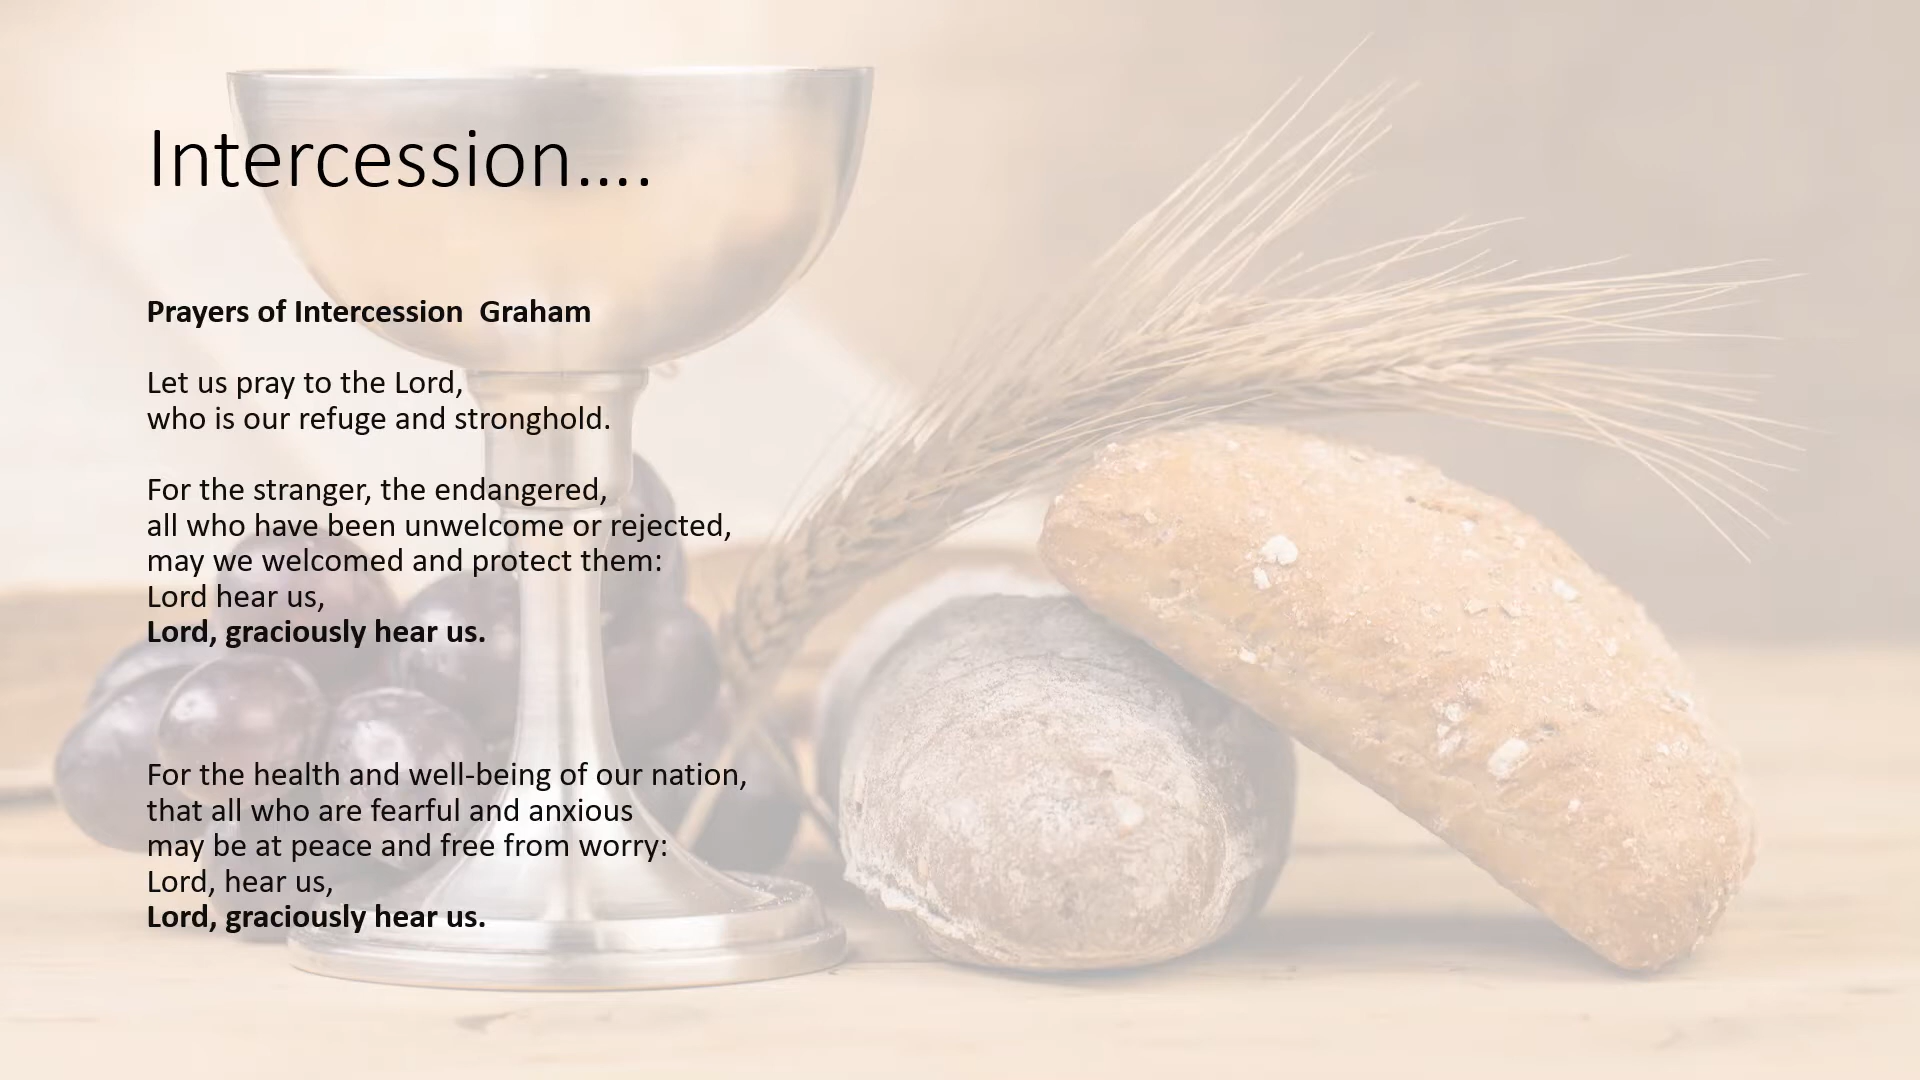 Intercession....
Prayers of Intercession  Graham
Let us pray to the Lord,
who is our refuge and stronghold.
For the stranger, the endangered,
all who have been unwelcome or rejected,
may we welcomed and protect them:
Lord hear us,
Lord, graciously hear us.
For the health and well-being of our nation,
that all who are fearful and anxious
may be at peace and free from worry:
Lord, hear us,
Lord, graciously hear us.